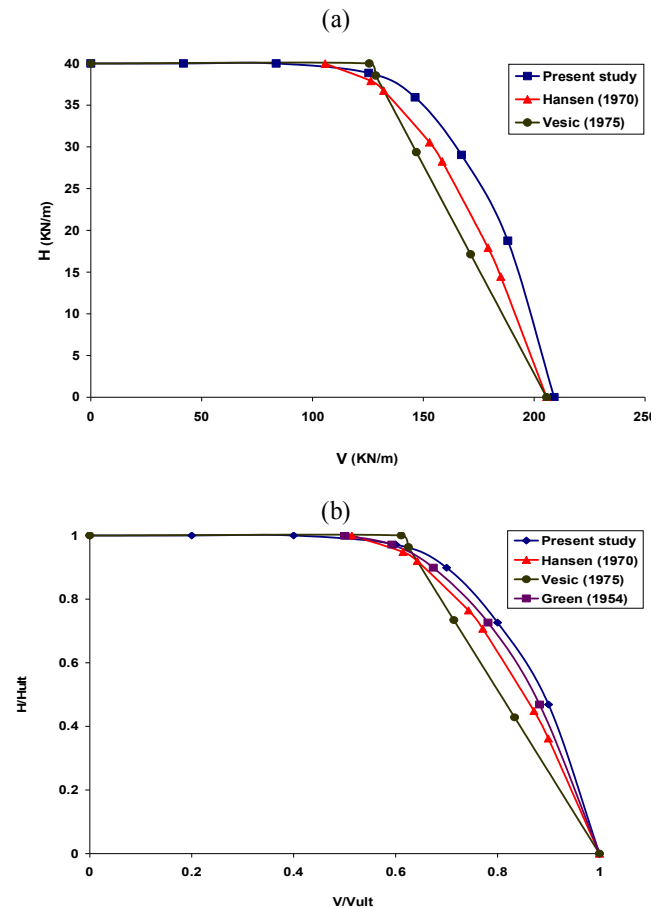 (a)
40
35
30
25
20
15
10
5
0
H (KN/m)
Present study
Hansen (1970)
Vesic (1975)
0 50 100 150 200 250
V (KN/m)
(b)
1
0.8
0.6
0.4
0.2
0
H/Hult
Present study
Hansen (1970)
Vesic (1975)
Green (1954)
0 0.2 0.4 0.6 0.8 1
V/Vult